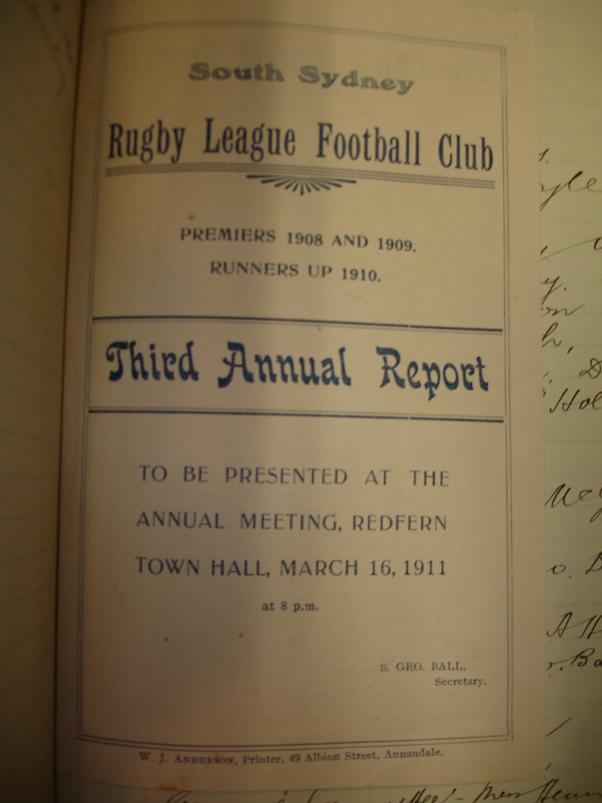 South Sydney
Rugby League Football Club
PREMIERS 1908 AND 1909.
RUNNERS UP 1910.
Third Annual Report
TO BE PRESENTED AT THE
ANNUAL MEETING, REDFERN
TOWN HALL, MARCH 16, 1911
at 8 p.m.
S. GEO. BALL,
Secretary.
W. J. ANDERSON, Printer, 49 Albion Street, Annandale.